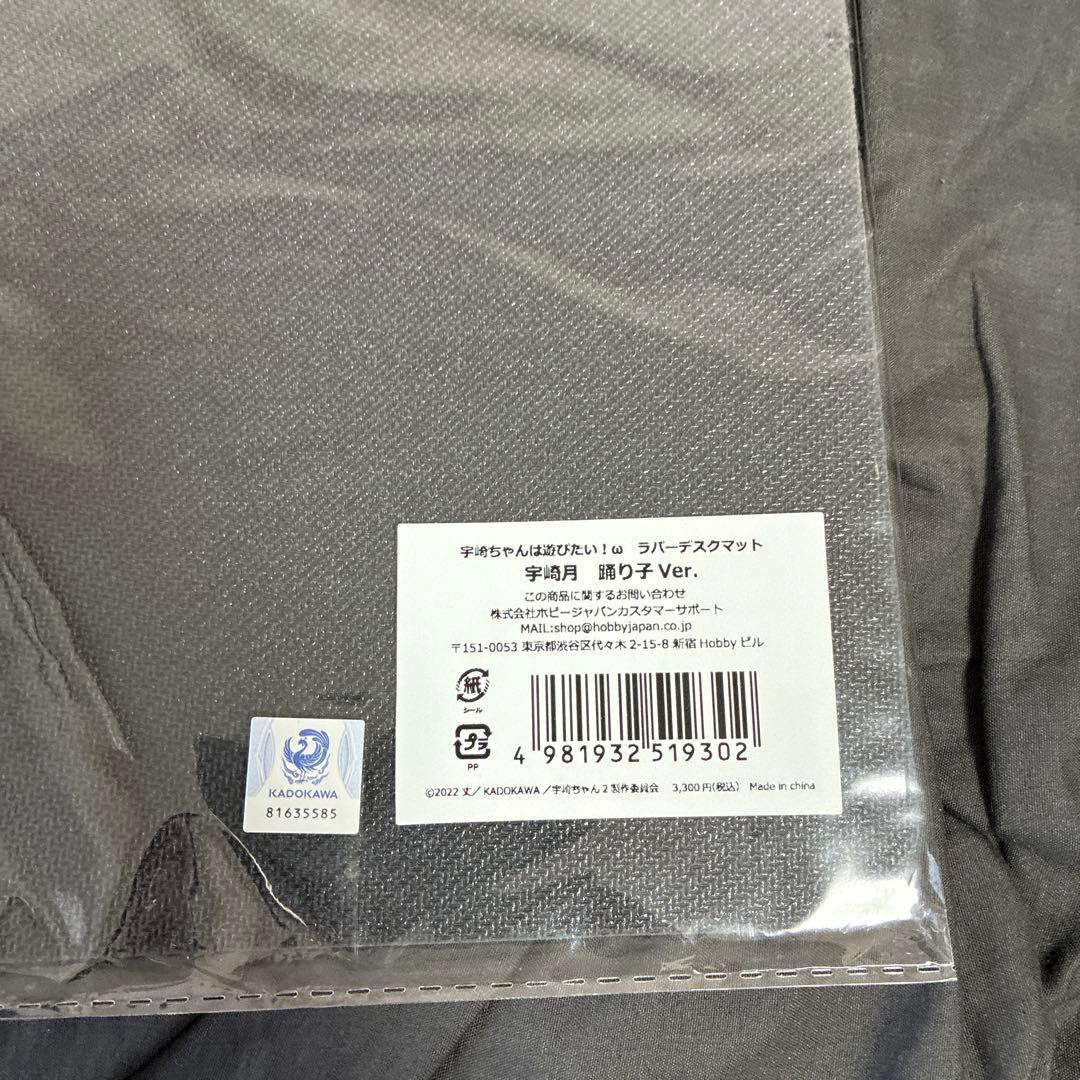 宇崎ちゃんは遊びたい！ω　ラバーデスクマット
宇崎月　踊り子 Ver.
この商品に関するお問い合わせ
株式会社ホビージャパンカスタマーサポート
MAIL:shop@hobbyjapan.co.jp
〒151-0053 東京都渋谷区代々木 2-15-8 新宿 Hobby ビル
紙
シール
プラ
PP
4 981932 519302
©2022 丈／KADOKAWA／宇崎ちゃん２製作委員会　3,300円(税込)　Made in china
KADOKAWA
81635585